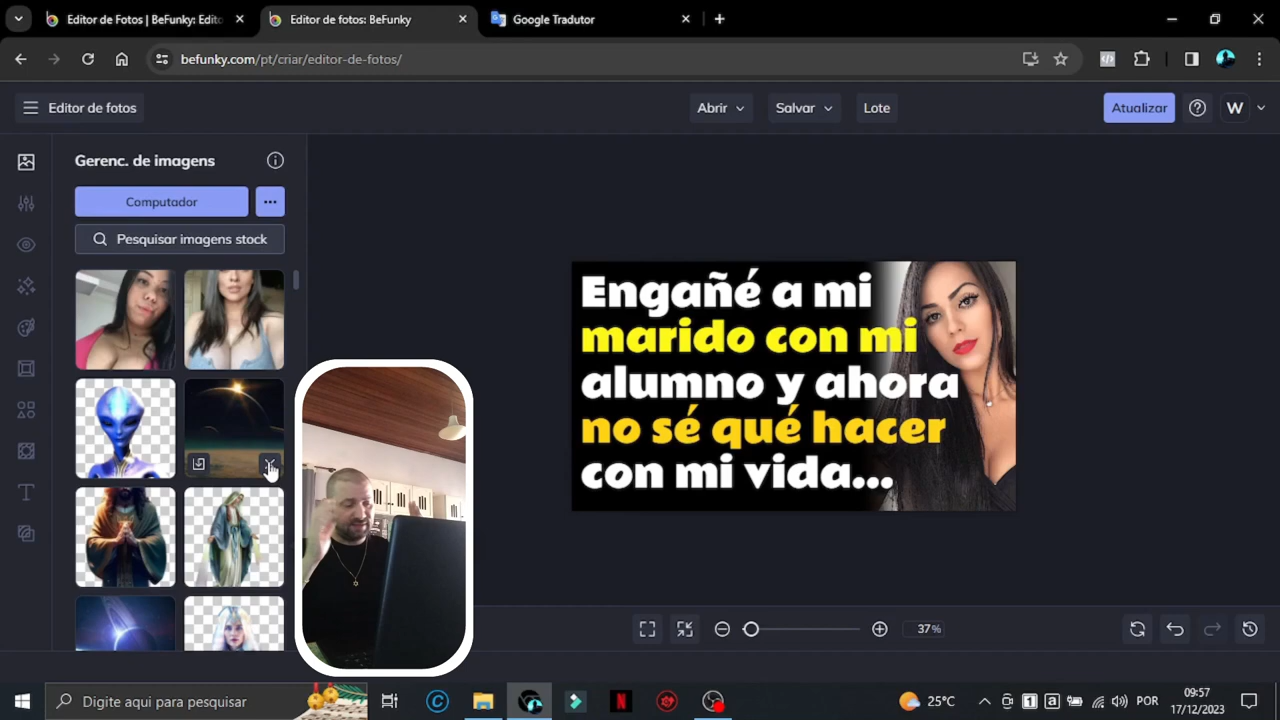 Editor de fotos | BeFunky: Edito
Editor de fotos: BeFunky
Google Tradutor
befunky.com/pt/criar/editor-de-fotos/
Editor de fotos
Abrir
Salvar
Lote
Atualizar
W
Gerenc. de imagens
Computador
Pesquisar imagens stock
Engañé a mi
marido con mi
alumno y ahora
no sé qué hacer
con mi vida...
37%
Digite aqui para pesquisar
25°C
POR
09:57
17/12/2023